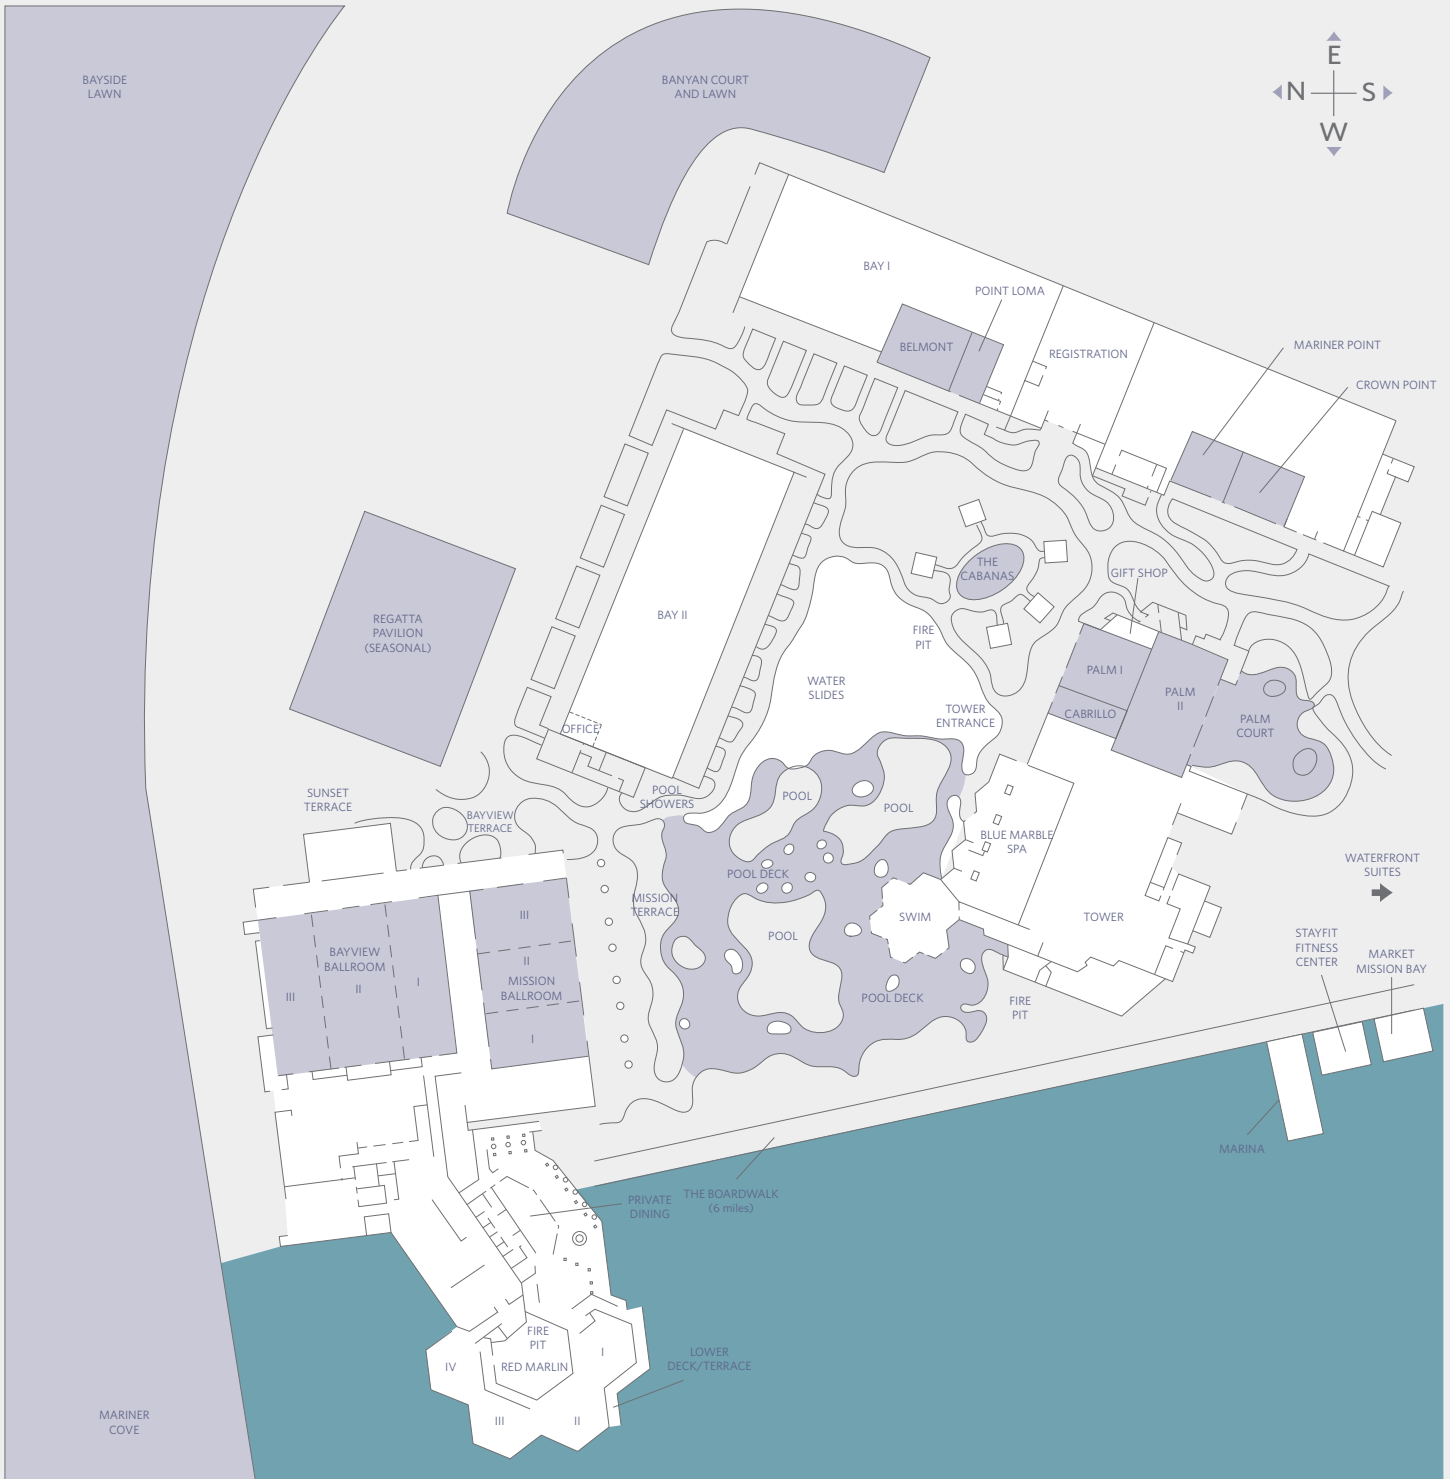 BAYSIDE
LAWN
BANYAN COURT
AND LAWN
E
N
S
W
BAY I
POINT LOMA
BELMONT
REGISTRATION
MARINER POINT
CROWN POINT
THE
CABANAS
GIFT SHOP
REGATTA
PAVILION
(SEASONAL)
BAY II
FIRE
PIT
WATER
SLIDES
TOWER
ENTRANCE
PALM I
CABRILLO
PALM
II
PALM
COURT
OFFICE
SUNSET
TERRACE
BAYVIEW
TERRACE
POOL
SHOWERS
POOL
POOL
BLUE MARBLE
SPA
POOL DECK
MISSION
TERRACE
SWIM
TOWER
WATERFRONT
SUITES
POOL
POOL DECK
FIRE
PIT
STAYFIT
FITNESS
CENTER
MARKET
MISSION BAY
BAYVIEW
BALLROOM
III
II
I
III
II
MISSION
BALLROOM
I
MARINA
PRIVATE
DINING
THE BOARDWALK
(6 miles)
FIRE
PIT
RED MARLIN
I
II
III
IV
LOWER
DECK/TERRACE
MARINER
COVE